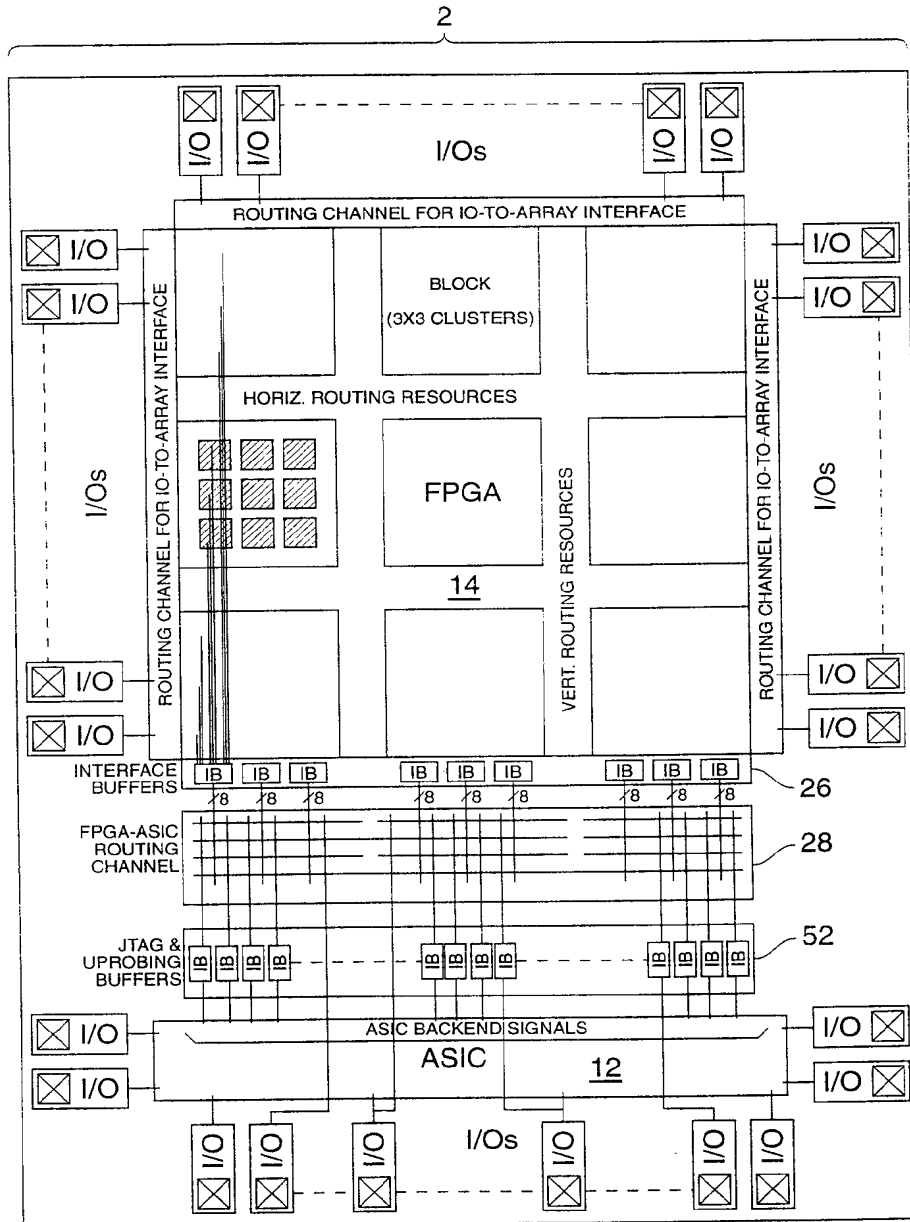 2
I/O I/O I/O I/O
I/Os
ROUTING CHANNEL FOR IO-TO-ARRAY INTERFACE
I/O
I/O
I/Os
I/O
I/O
ROUTING CHANNEL FOR IO-TO-ARRAY INTERFACE
BLOCK
(3X3 CLUSTERS)
HORIZ. ROUTING RESOURCES
FPGA
14
VERT. ROUTING RESOURCES
ROUTING CHANNEL FOR IO-TO-ARRAY INTERFACE
I/O
I/O
I/Os
I/O
I/O
INTERFACE
BUFFERS
IB IB IB IB IB IB IB IB IB
26
8 8 8 8 8 8 8 8 8
FPGA-ASIC
ROUTING
CHANNEL
28
JTAG &
UPROBING
BUFFERS
IB IB IB IB IB IB IB IB IB IB IB IB
52
ASIC BACKEND SIGNALS
ASIC
12
I/O
I/O
I/O
I/O
I/Os
I/O I/O I/O I/O I/O I/O